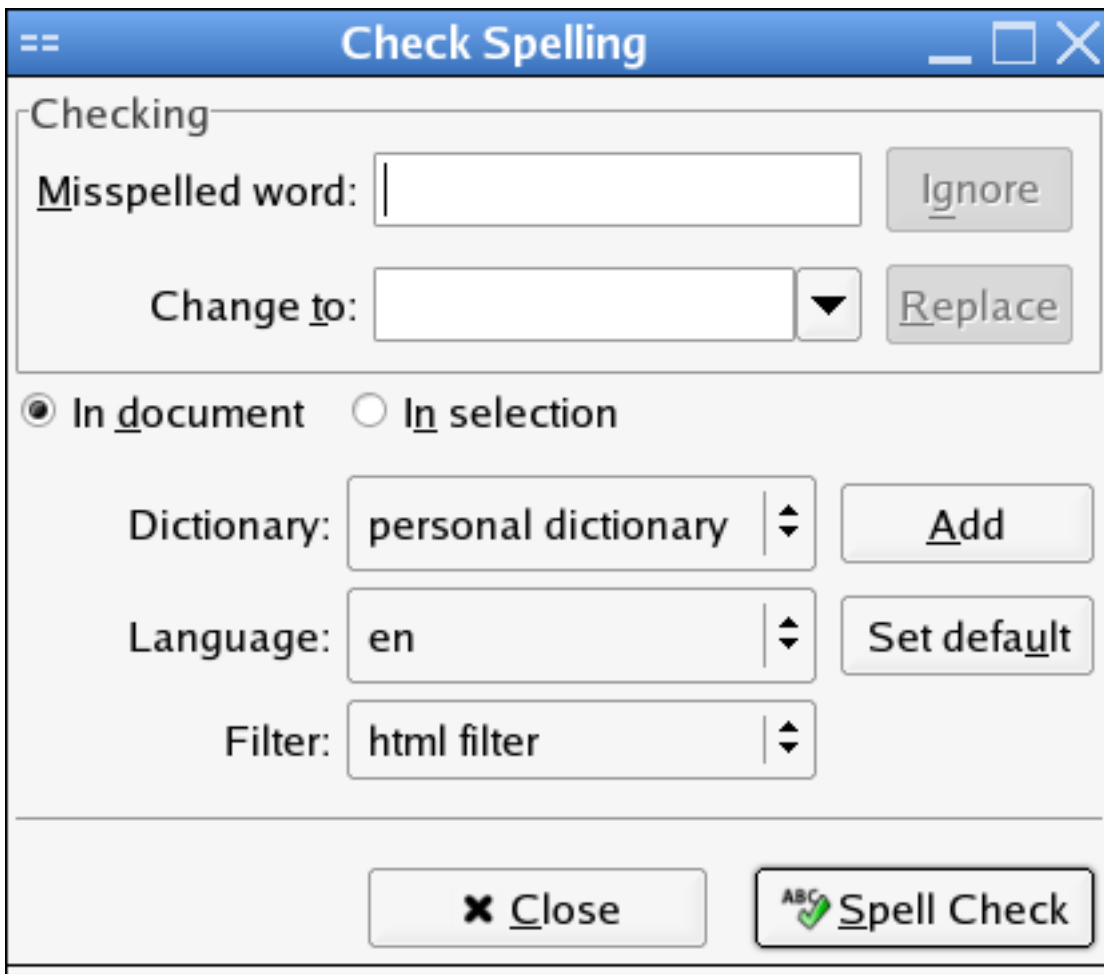 Check Spelling
Checking
Misspelled word:
Ignore
Change to:
Replace
In document In selection
Dictionary: personal dictionary Add
Language: en Set default
Filter: html filter
Close ABC Spell Check